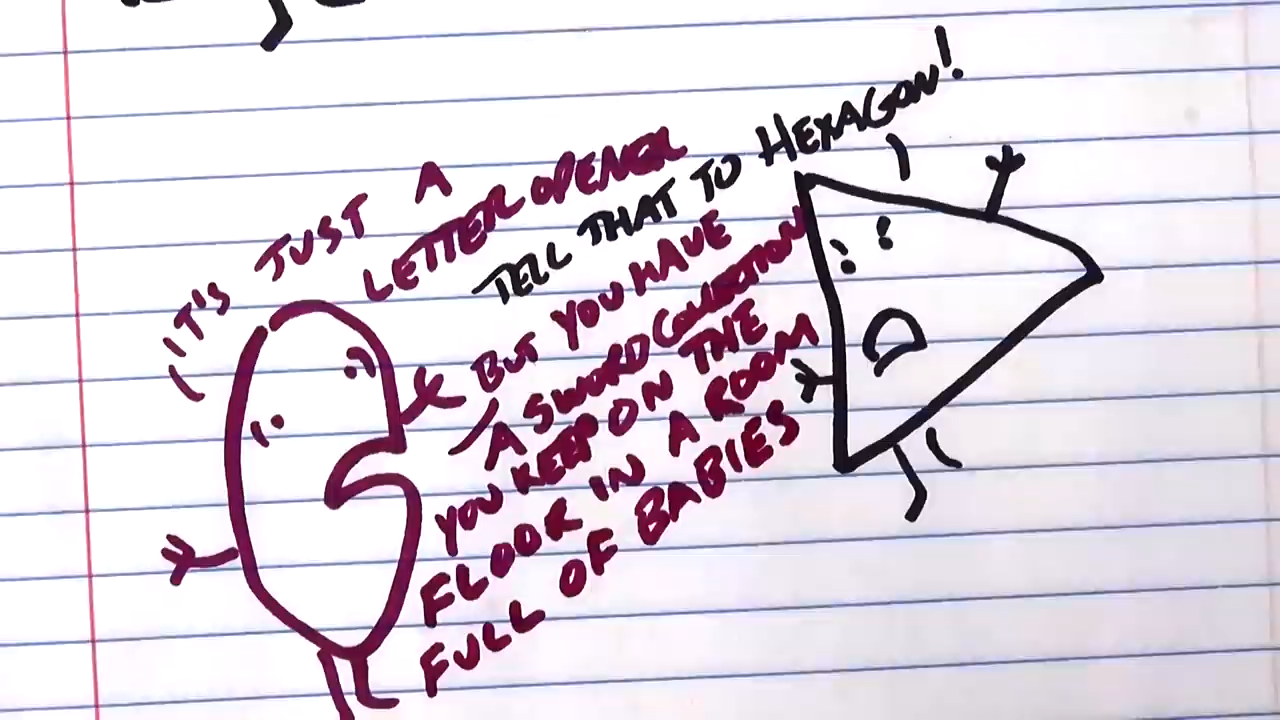 IT'S JUST A
LETTER OPENER
TELL THAT TO HEXAGON!
BUT YOU HAVE
A SWORD COLLECTION
YOU KEEP ON THE
FLOOR IN A ROOM
FULL OF BABIES